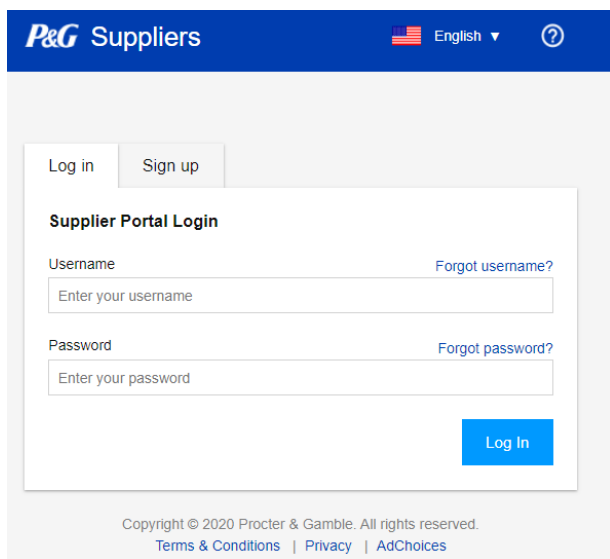 P&G Suppliers English ▼ ?
Log in Sign up
Supplier Portal Login
Username Forgot username?
Enter your username
Password Forgot password?
Enter your password
Log In
Copyright © 2020 Procter & Gamble. All rights reserved.
Terms & Conditions | Privacy | AdChoices